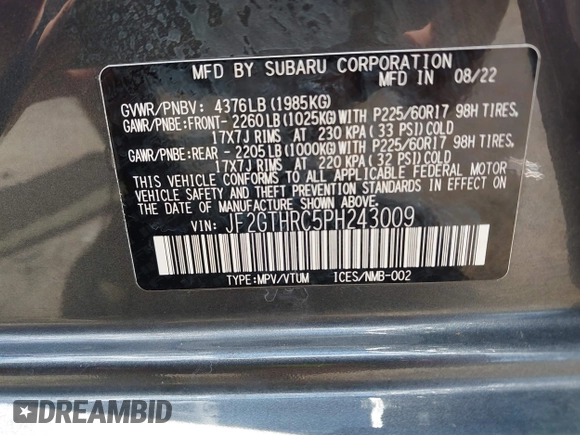 MFD BY SUBARU CORPORATION
MFD IN 08/22
GVWR/PNBV: 4376LB (1985KG)
GAWR/PNBE:FRONT- 2260LB (1025KG)WITH P225/60R17 98H TIRES,
17X7J RIMS AT 230 KPA ( 33 PSI) COLD
GAWR/PNBE:REAR - 2205LB (1000KG)WITH P225/60R17 98H TIRES,
17X7J RIMS AT 220 KPA ( 32 PSI) COLD
THIS VEHICLE CONFORMS TO ALL APPLICABLE FEDERAL MOTOR
VEHICLE SAFETY AND BUMPER STANDARDS IN EFFECT ON
THE DATE OF MANUFACTURE SHOWN ABOVE.
VIN: JF2GTHRC5PH243009
TYPE:MPV/VTUM ICES/NMB-002
DREAMBID